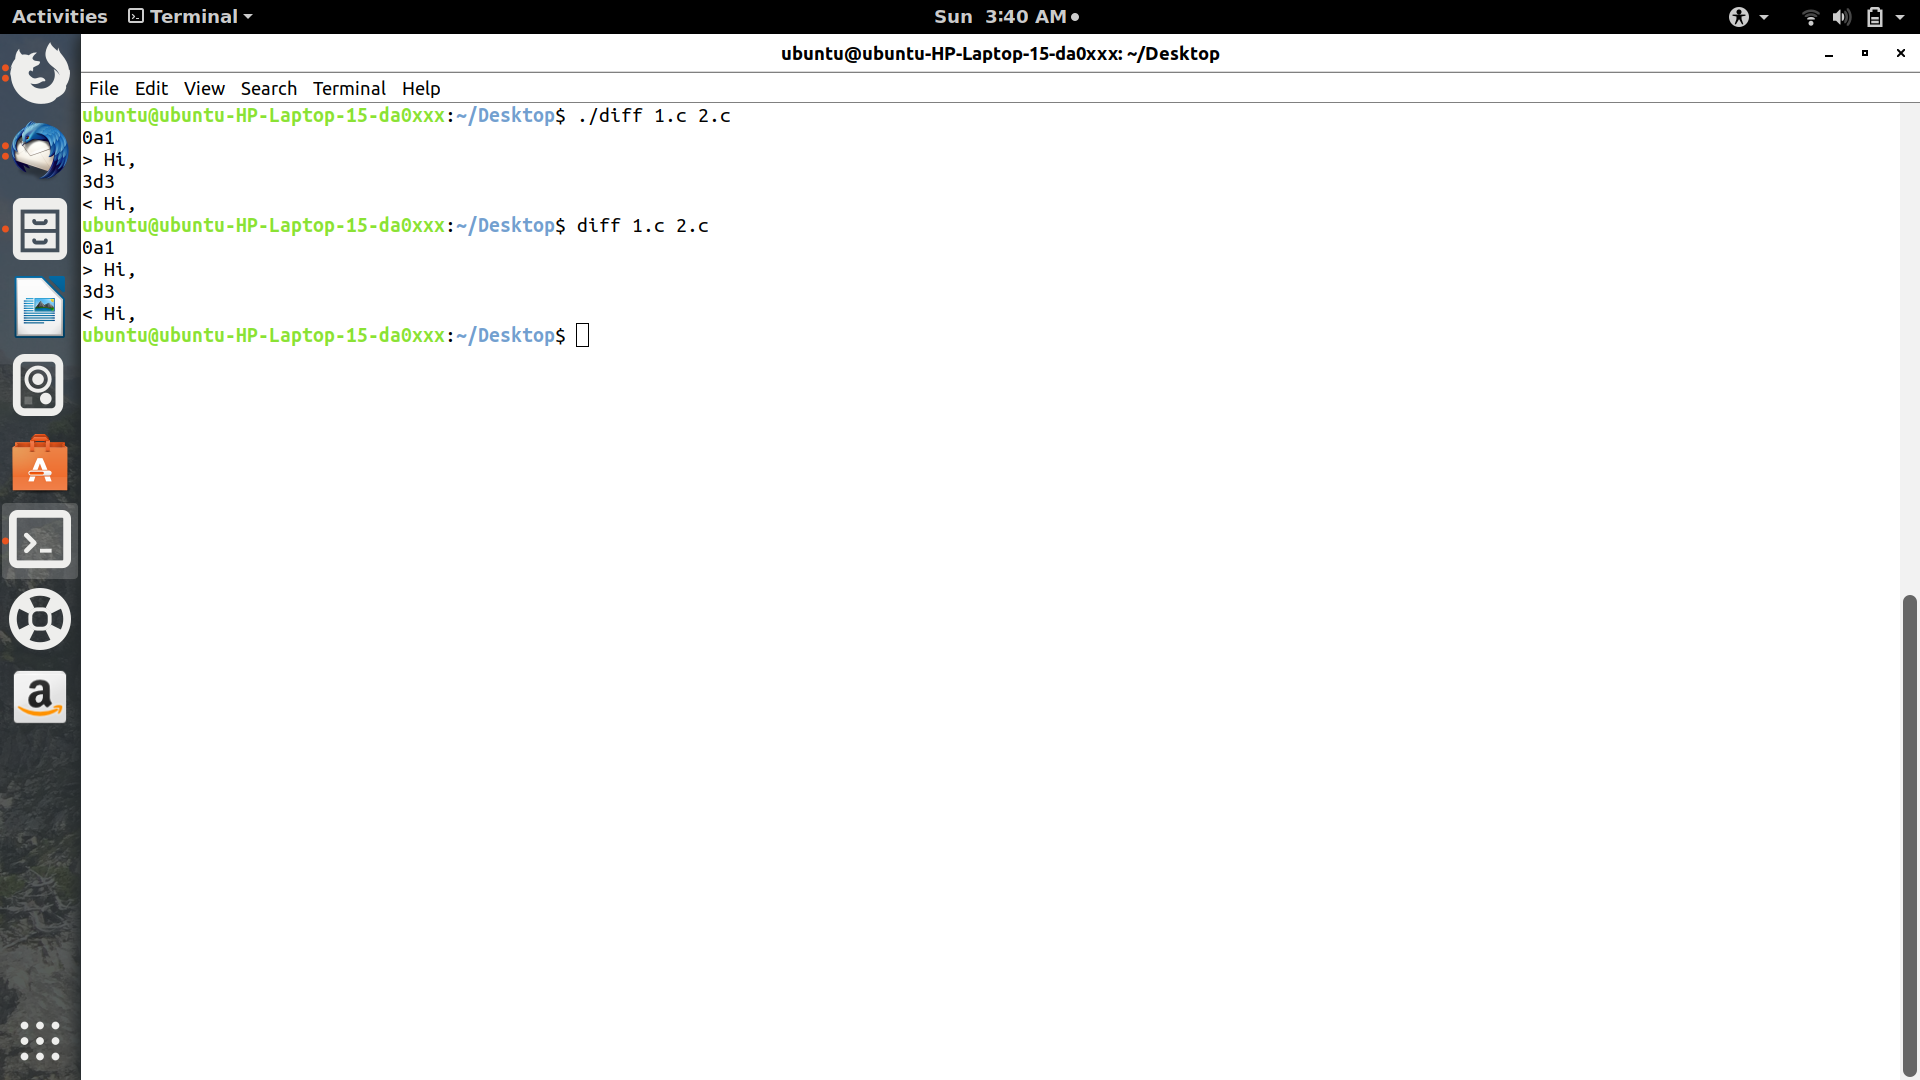 Activities Terminal Sun 3:40 AM
ubuntu@ubuntu-HP-Laptop-15-da0xxx: ~/Desktop
File Edit View Search Terminal Help
ubuntu@ubuntu-HP-Laptop-15-da0xxx:~/Desktop$ ./diff 1.c 2.c
0a1
> Hi,
3d3
< Hi,
ubuntu@ubuntu-HP-Laptop-15-da0xxx:~/Desktop$ diff 1.c 2.c
0a1
> Hi,
3d3
< Hi,
ubuntu@ubuntu-HP-Laptop-15-da0xxx:~/Desktop$